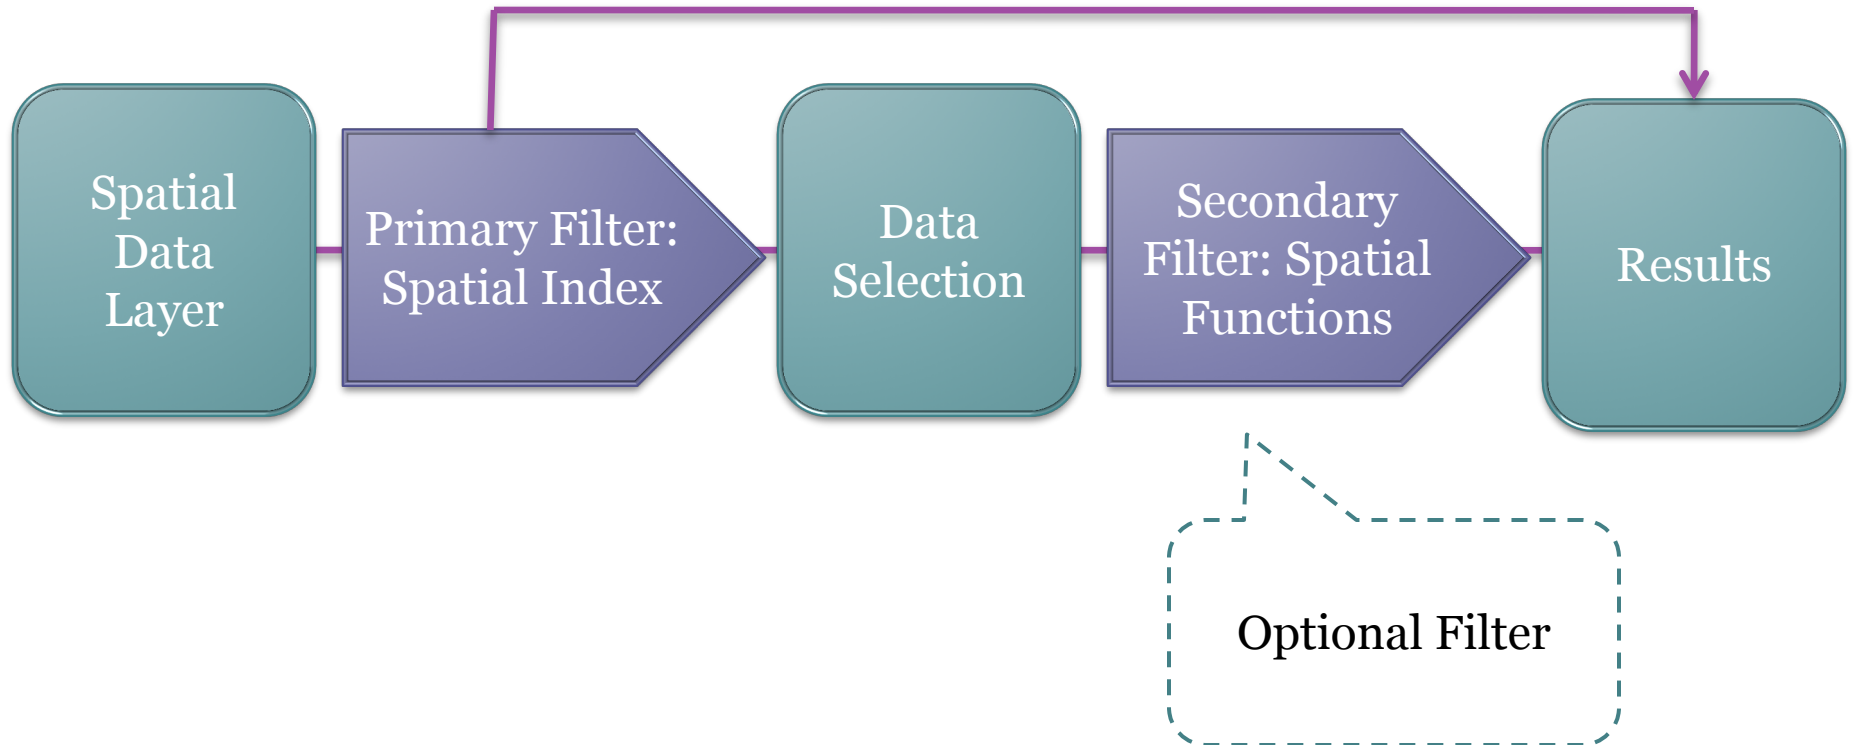 Spatial
Data
Layer
Primary Filter:
Spatial Index
Data
Selection
Secondary
Filter: Spatial
Functions
Results
Optional Filter